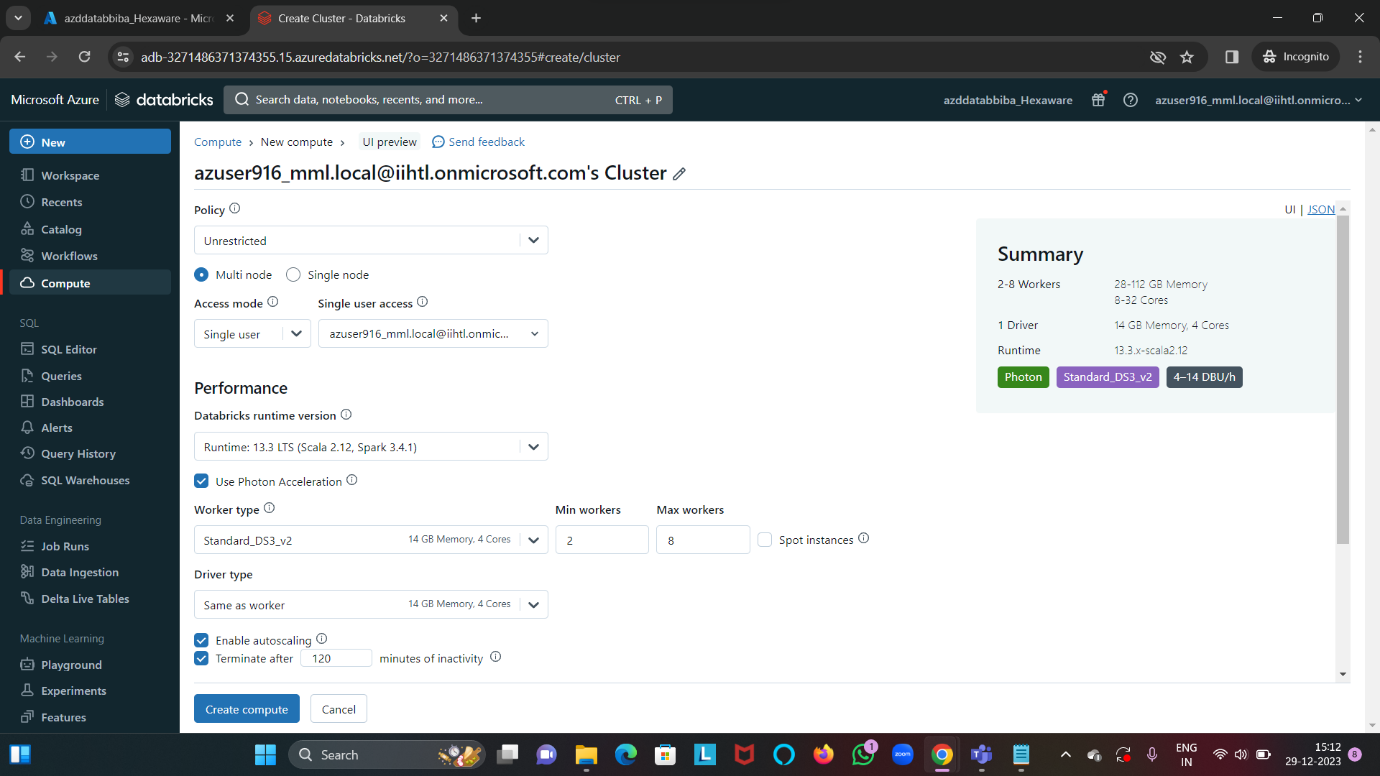 azddatabbiba_Hexaware - Micr
Create Cluster - Databricks
adb-3271486371374355.15.azuredatabricks.net/?o=3271486371374355#create/cluster
Incognito
Microsoft Azure
databricks
Search data, notebooks, recents, and more...
CTRL + P
azddatabbiba_Hexaware
azuser916_mml.local@iihtl.onmicro...
New
Workspace
Recents
Catalog
Workflows
Compute
SQL
SQL Editor
Queries
Dashboards
Alerts
Query History
SQL Warehouses
Data Engineering
Job Runs
Data Ingestion
Delta Live Tables
Machine Learning
Playground
Experiments
Features
Compute › New compute › UI preview Send feedback
azuser916_mml.local@iihtl.onmicrosoft.com's Cluster
UI | JSON
Policy
Unrestricted
Multi node Single node
Access mode Single user access
Single user azuser916_mml.local@iihtl.onmic...
Performance
Databricks runtime version
Runtime: 13.3 LTS (Scala 2.12, Spark 3.4.1)
Use Photon Acceleration
Worker type Min workers Max workers
Standard_DS3_v2 14 GB Memory, 4 Cores 2 8 Spot instances
Driver type
Same as worker 14 GB Memory, 4 Cores
Enable autoscaling
Terminate after 120 minutes of inactivity
Create compute Cancel
Summary
2-8 Workers 28-112 GB Memory
8-32 Cores
1 Driver 14 GB Memory, 4 Cores
Runtime 13.3.x-scala2.12
Photon Standard_DS3_v2 4–14 DBU/h
Search
L
1
zoom
ENG
IN
15:12
29-12-2023
8